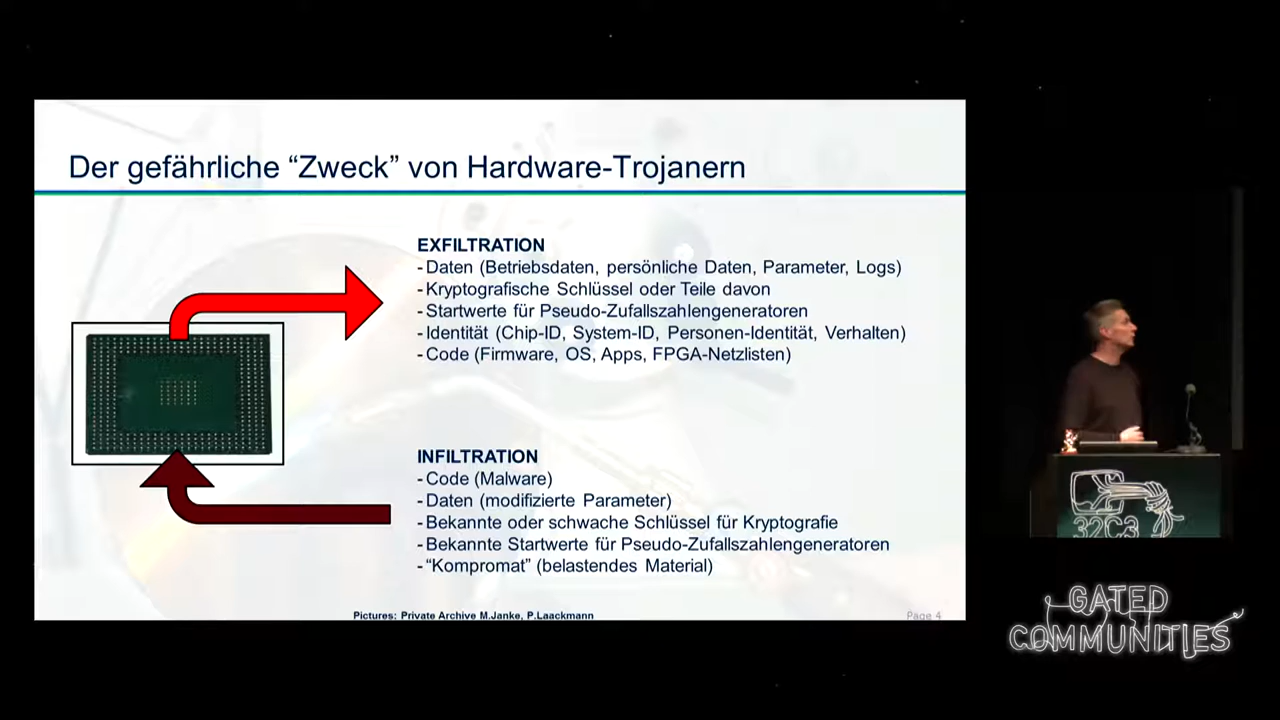 Der gefährliche “Zweck” von Hardware-Trojanern
EXFILTRATION
- Daten (Betriebsdaten, persönliche Daten, Parameter, Logs)
- Kryptografische Schlüssel oder Teile davon
- Startwerte für Pseudo-Zufallszahlengeneratoren
- Identität (Chip-ID, System-ID, Personen-Identität, Verhalten)
- Code (Firmware, OS, Apps, FPGA-Netzlisten)
INFILTRATION
- Code (Malware)
- Daten (modifizierte Parameter)
- Bekannte oder schwache Schlüssel für Kryptografie
- Bekannte Startwerte für Pseudo-Zufallszahlengeneratoren
- “Kompromat” (belastendes Material)
Pictures: Private Archive M.Janke, P.Laackmann
Page 4
32C3
GATED
COMMUNITIES